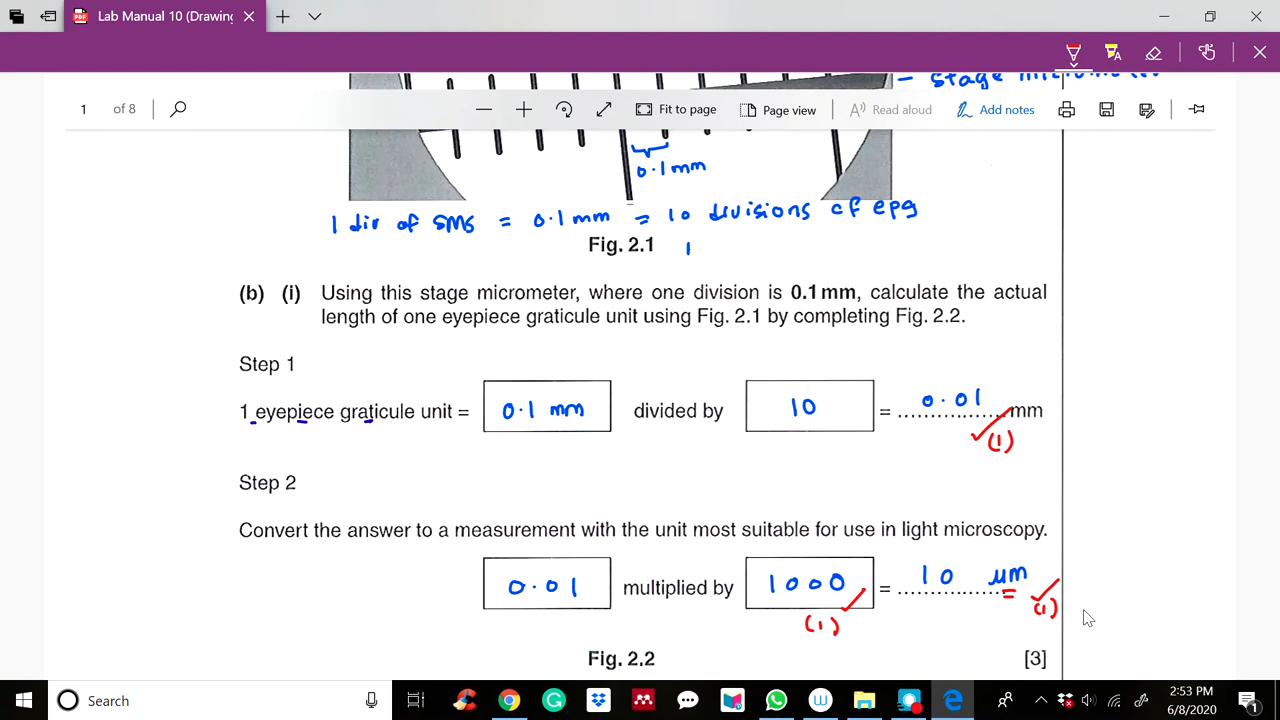 Lab Manual 10 (Drawing
1 of 8
Fit to page
Page view
Read aloud
Add notes
- stage
0.1 mm
1 div of SMS = 0.1 mm = 10 divisions of epg
Fig. 2.1
1
(b) (i) Using this stage micrometer, where one division is 0.1 mm, calculate the actual
length of one eyepiece graticule unit using Fig. 2.1 by completing Fig. 2.2.
Step 1
1 eyepiece graticule unit = 0.1 mm divided by 10 = 0.01 mm
(1)
Step 2
Convert the answer to a measurement with the unit most suitable for use in light microscopy.
0.01 multiplied by 1000 = 10 µm
(1)
(1)
Fig. 2.2 [3]
Search
2:53 PM
6/8/2020
1